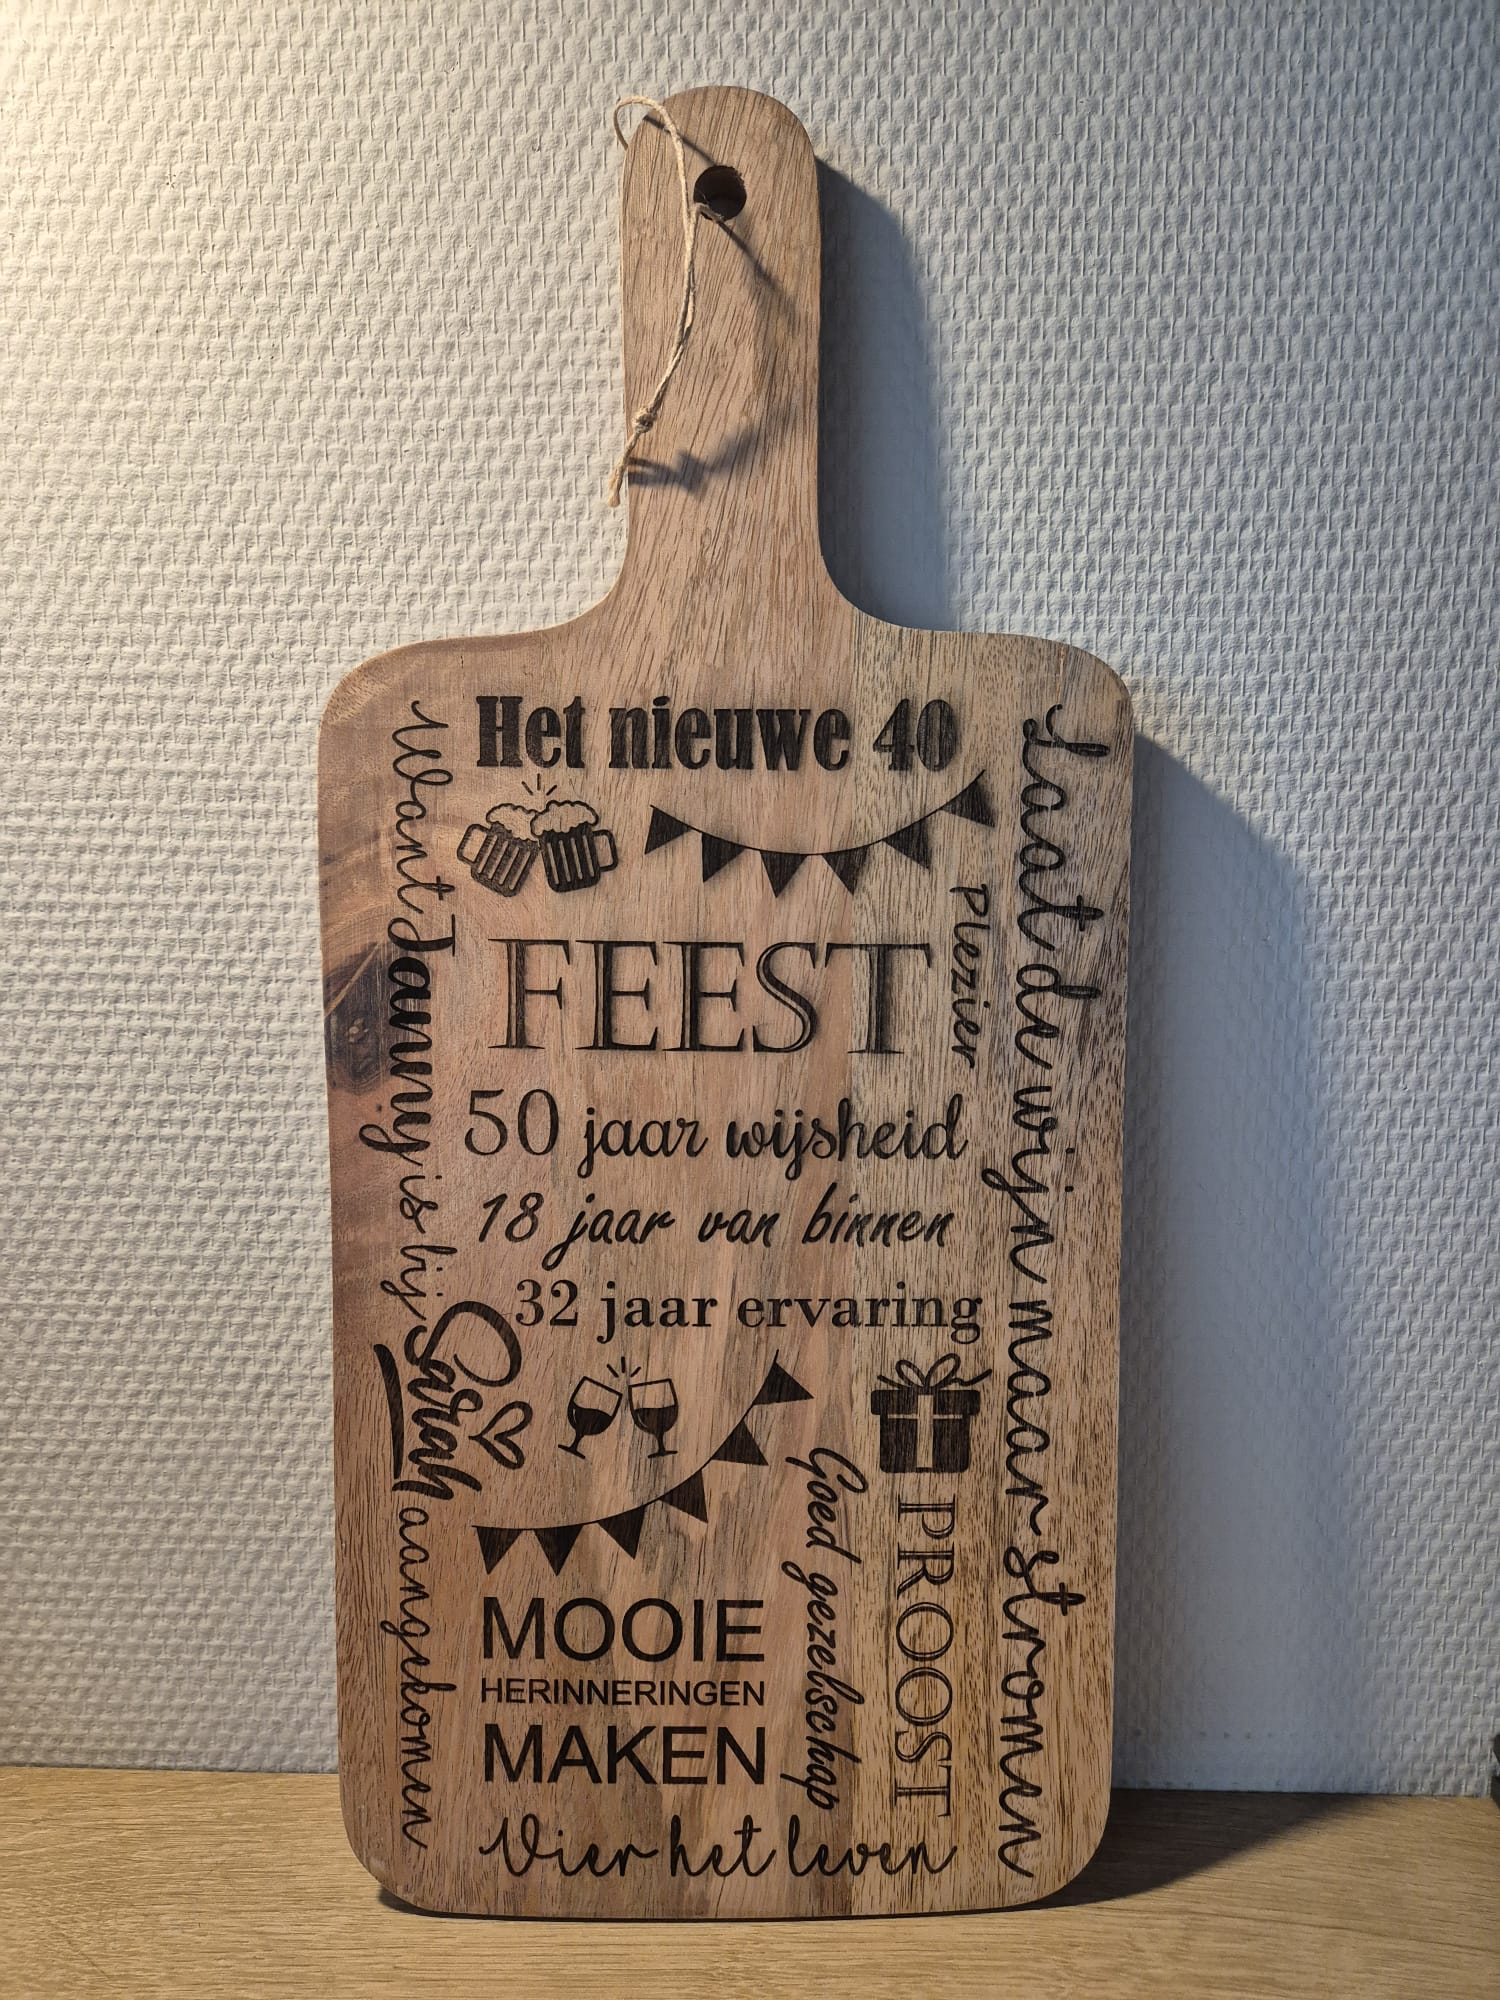 Het nieuwe 40
FEEST
Plezier
50 jaar wijsheid
18 jaar van binnen
32 jaar ervaring
Want Janny is bij Sarah aangekomen
Laat de wijn maar stromen
Goed gezelschap
PROOST
MOOIE
HERINNERINGEN
MAKEN
Vier het leven